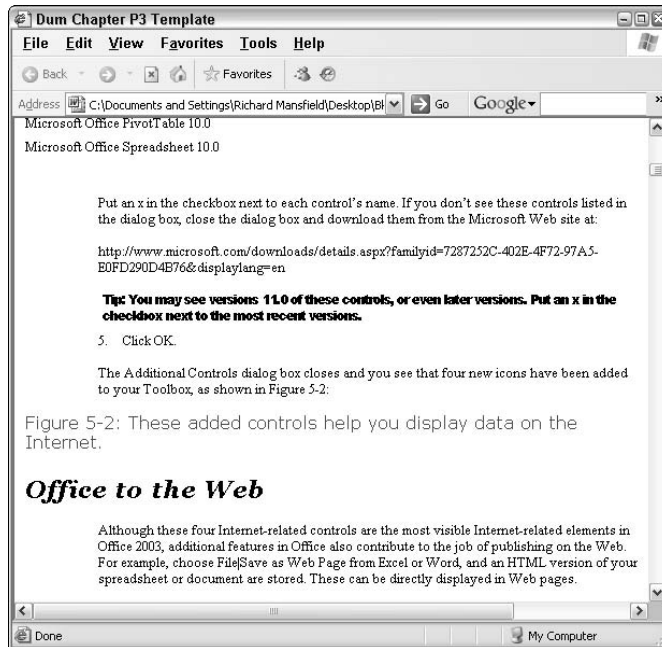 Dum Chapter P3 Template
File Edit View Favorites Tools Help
Back Favorites
Address C:\Documents and Settings\Richard Mansfield\Desktop\Bl Go Google
Microsoft Office PivotTable 10.0
Microsoft Office Spreadsheet 10.0
Put an x in the checkbox next to each control's name. If you don't see these controls listed
in the dialog box, close the dialog box and download them from the Microsoft Web site at:
http://www.microsoft.com/downloads/details.aspx?familyid=7287252C-402E-4F72-97A5-
E0FD290D4B76&displaylang=en
Tip: You may see versions 11.0 of these controls, or even later versions. Put an x in the
checkbox next to the most recent versions.
5. Click OK.
The Additional Controls dialog box closes and you see that four new icons have been added
to your Toolbox, as shown in Figure 5-2:
Figure 5-2: These added controls help you display data on the
Internet.
Office to the Web
Although these four Internet-related controls are the most visible Internet-related elements in
Office 2003, additional features in Office also contribute to the job of publishing on the Web.
For example, choose File|Save as Web Page from Excel or Word, and an HTML version of your
spreadsheet or document are stored. These can be directly displayed in Web pages.
Done My Computer